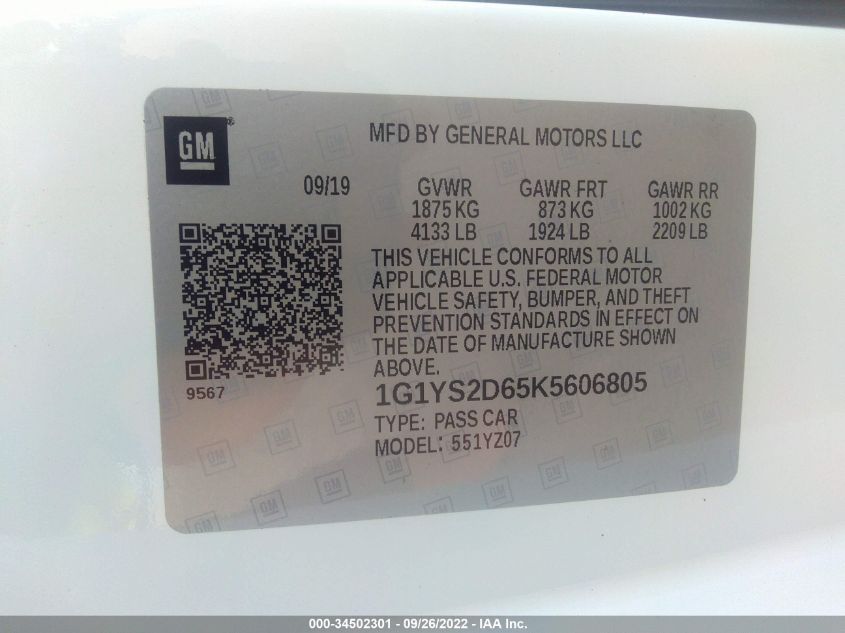 GM
MFD BY GENERAL MOTORS LLC
09/19
GVWR GAWR FRT GAWR RR
1875 KG 873 KG 1002 KG
4133 LB 1924 LB 2209 LB
THIS VEHICLE CONFORMS TO ALL
APPLICABLE U.S. FEDERAL MOTOR
VEHICLE SAFETY, BUMPER, AND THEFT
PREVENTION STANDARDS IN EFFECT ON
THE DATE OF MANUFACTURE SHOWN
ABOVE.
9567
1G1YS2D65K5606805
TYPE: PASS CAR
MODEL: 551YZ07
000-34502301 - 09/26/2022 - IAA Inc.